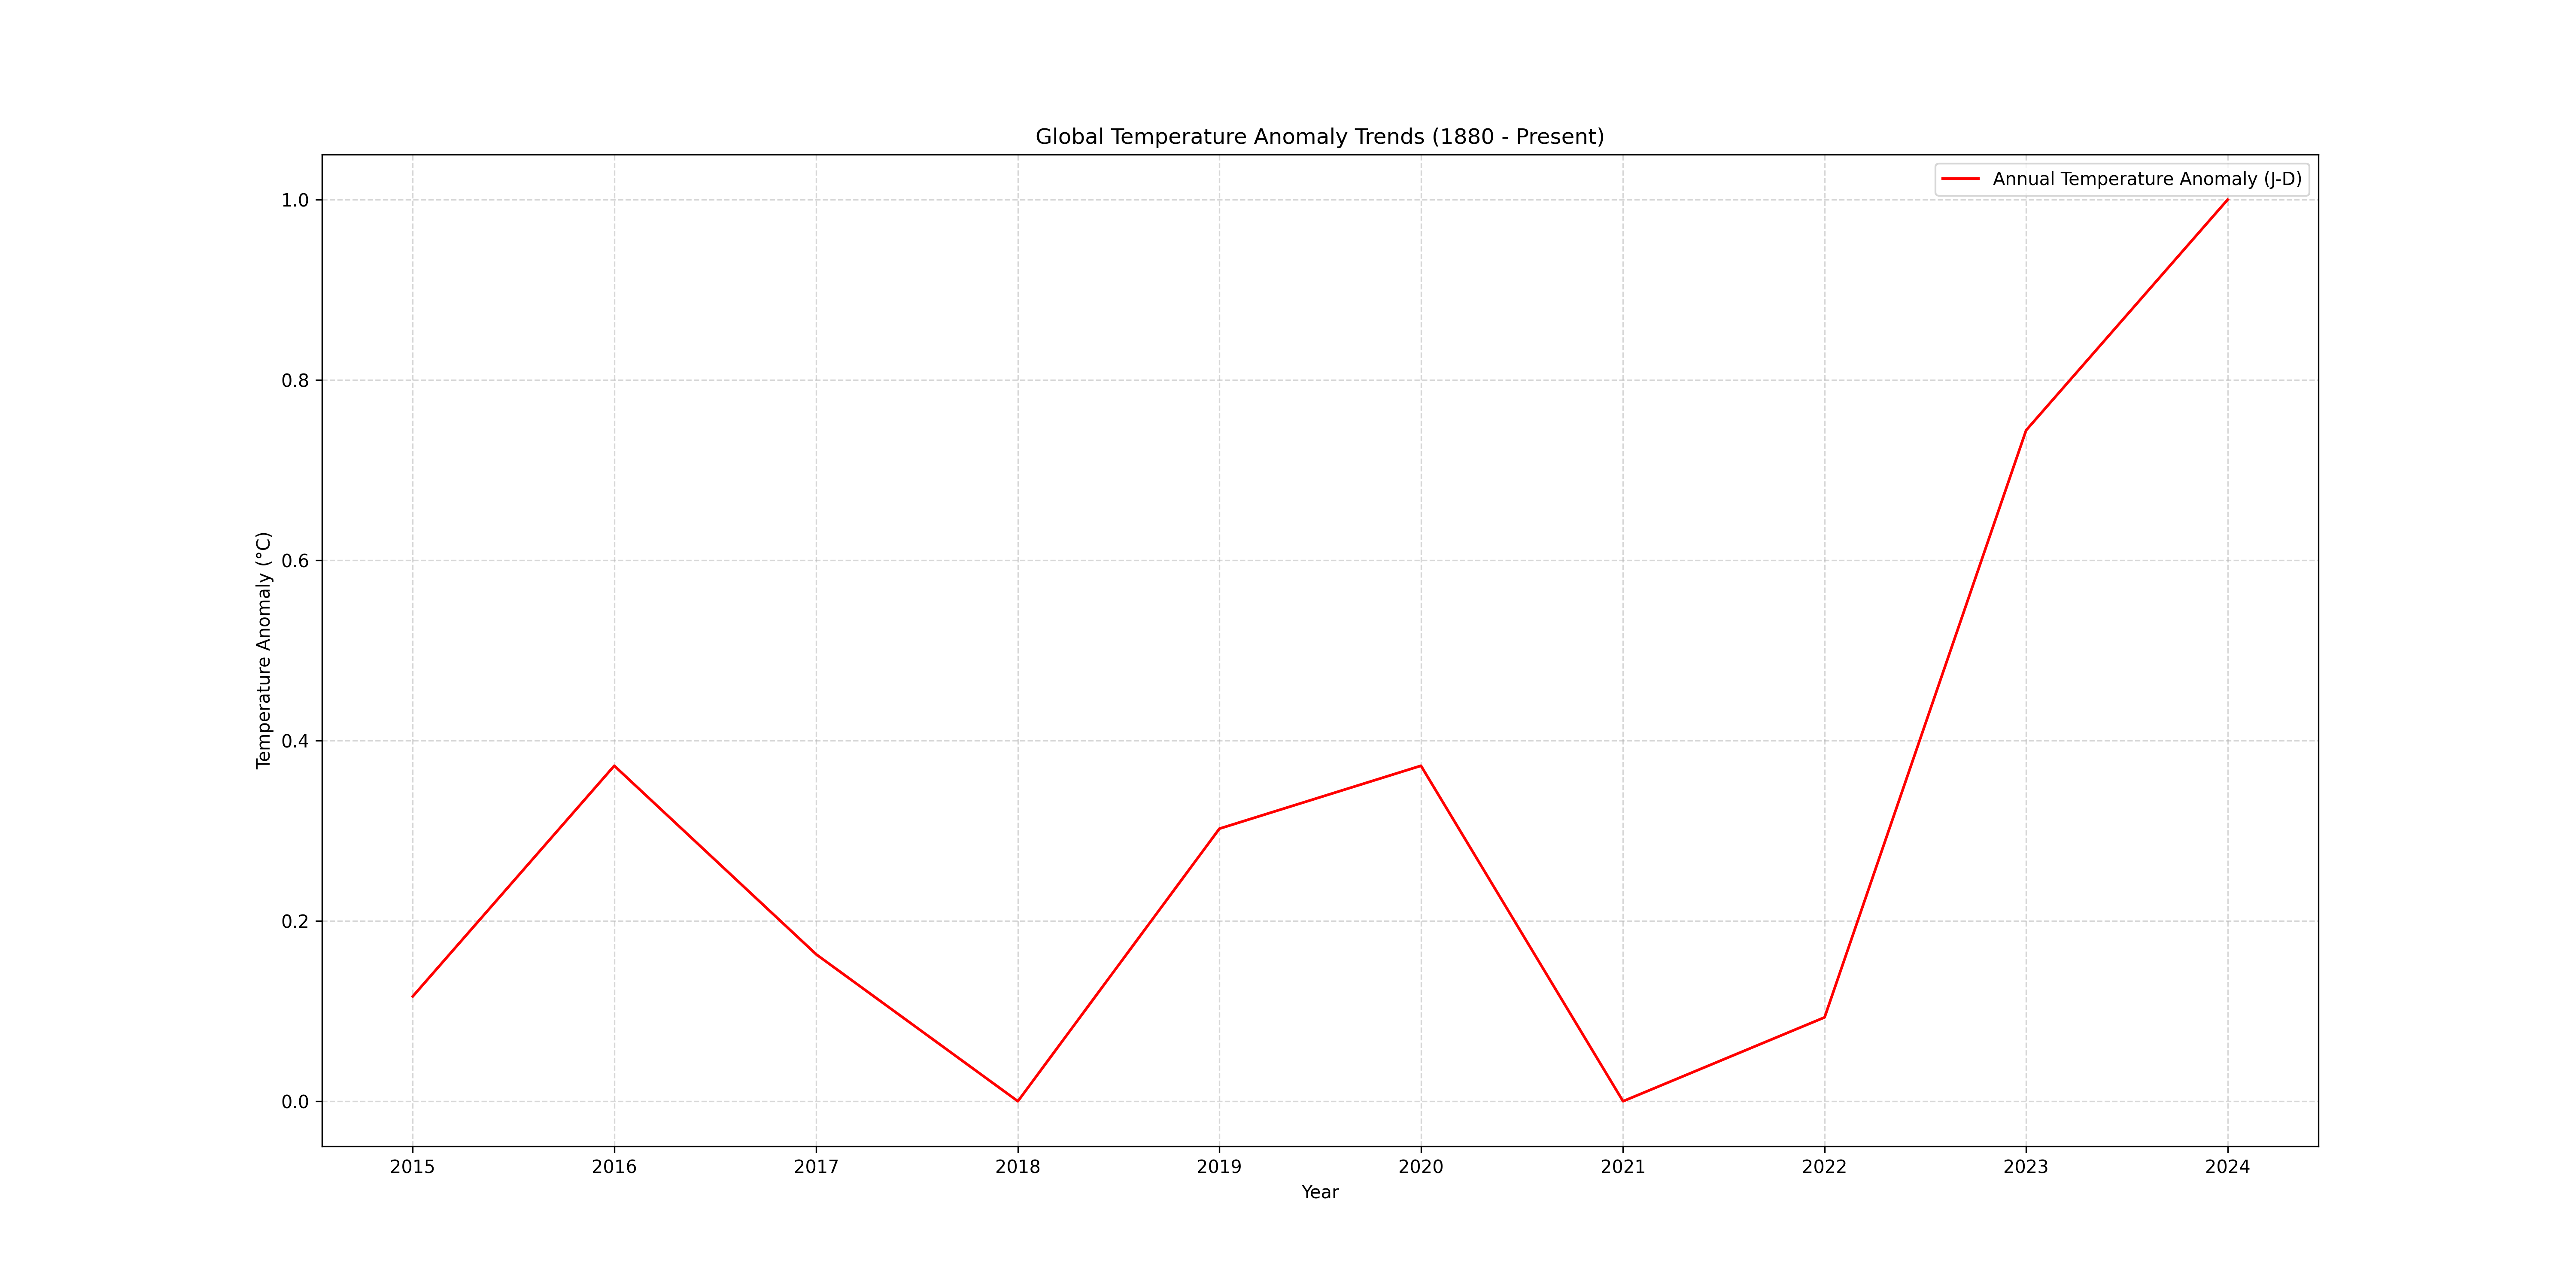 Global Temperature Anomaly Trends (1880 - Present)
Annual Temperature Anomaly (J-D)
1.0
0.8
0.6
0.4
0.2
0.0
Temperature Anomaly (°C)
2015 2016 2017 2018 2019 2020 2021 2022 2023 2024
Year